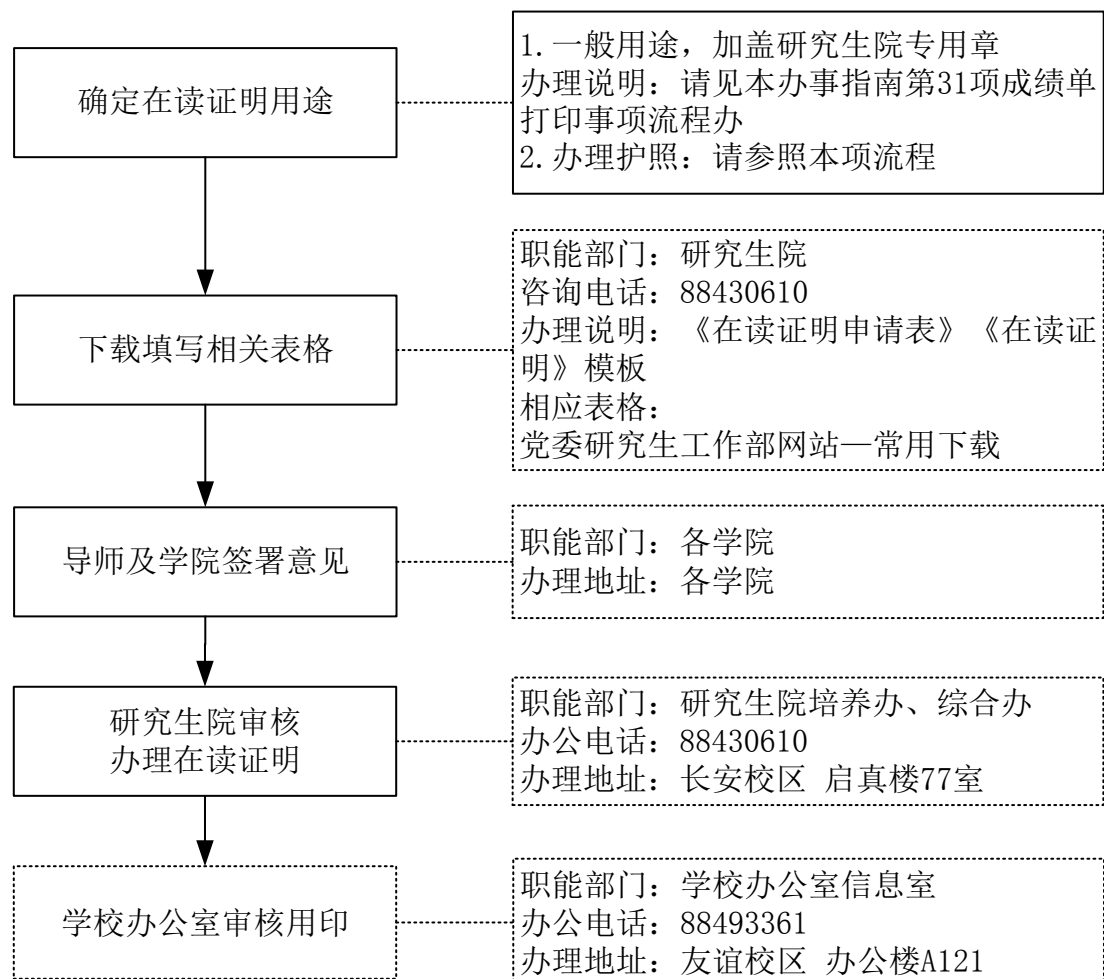 确定在读证明用途
1.一般用途，加盖研究生院专用章
办理说明：请见本办事指南第31项成绩单
打印事项流程办
2.办理护照：请参照本项流程
下载填写相关表格
职能部门：研究生院
咨询电话：88430610
办理说明：《在读证明申请表》《在读证
明》模板
相应表格：
党委研究生工作部网站—常用下载
导师及学院签署意见
职能部门：各学院
办理地址：各学院
研究生院审核
办理在读证明
职能部门：研究生院培养办、综合办
办公电话：88430610
办理地址：长安校区 启真楼77室
学校办公室审核用印
职能部门：学校办公室信息室
办公电话：88493361
办理地址：友谊校区 办公楼A121